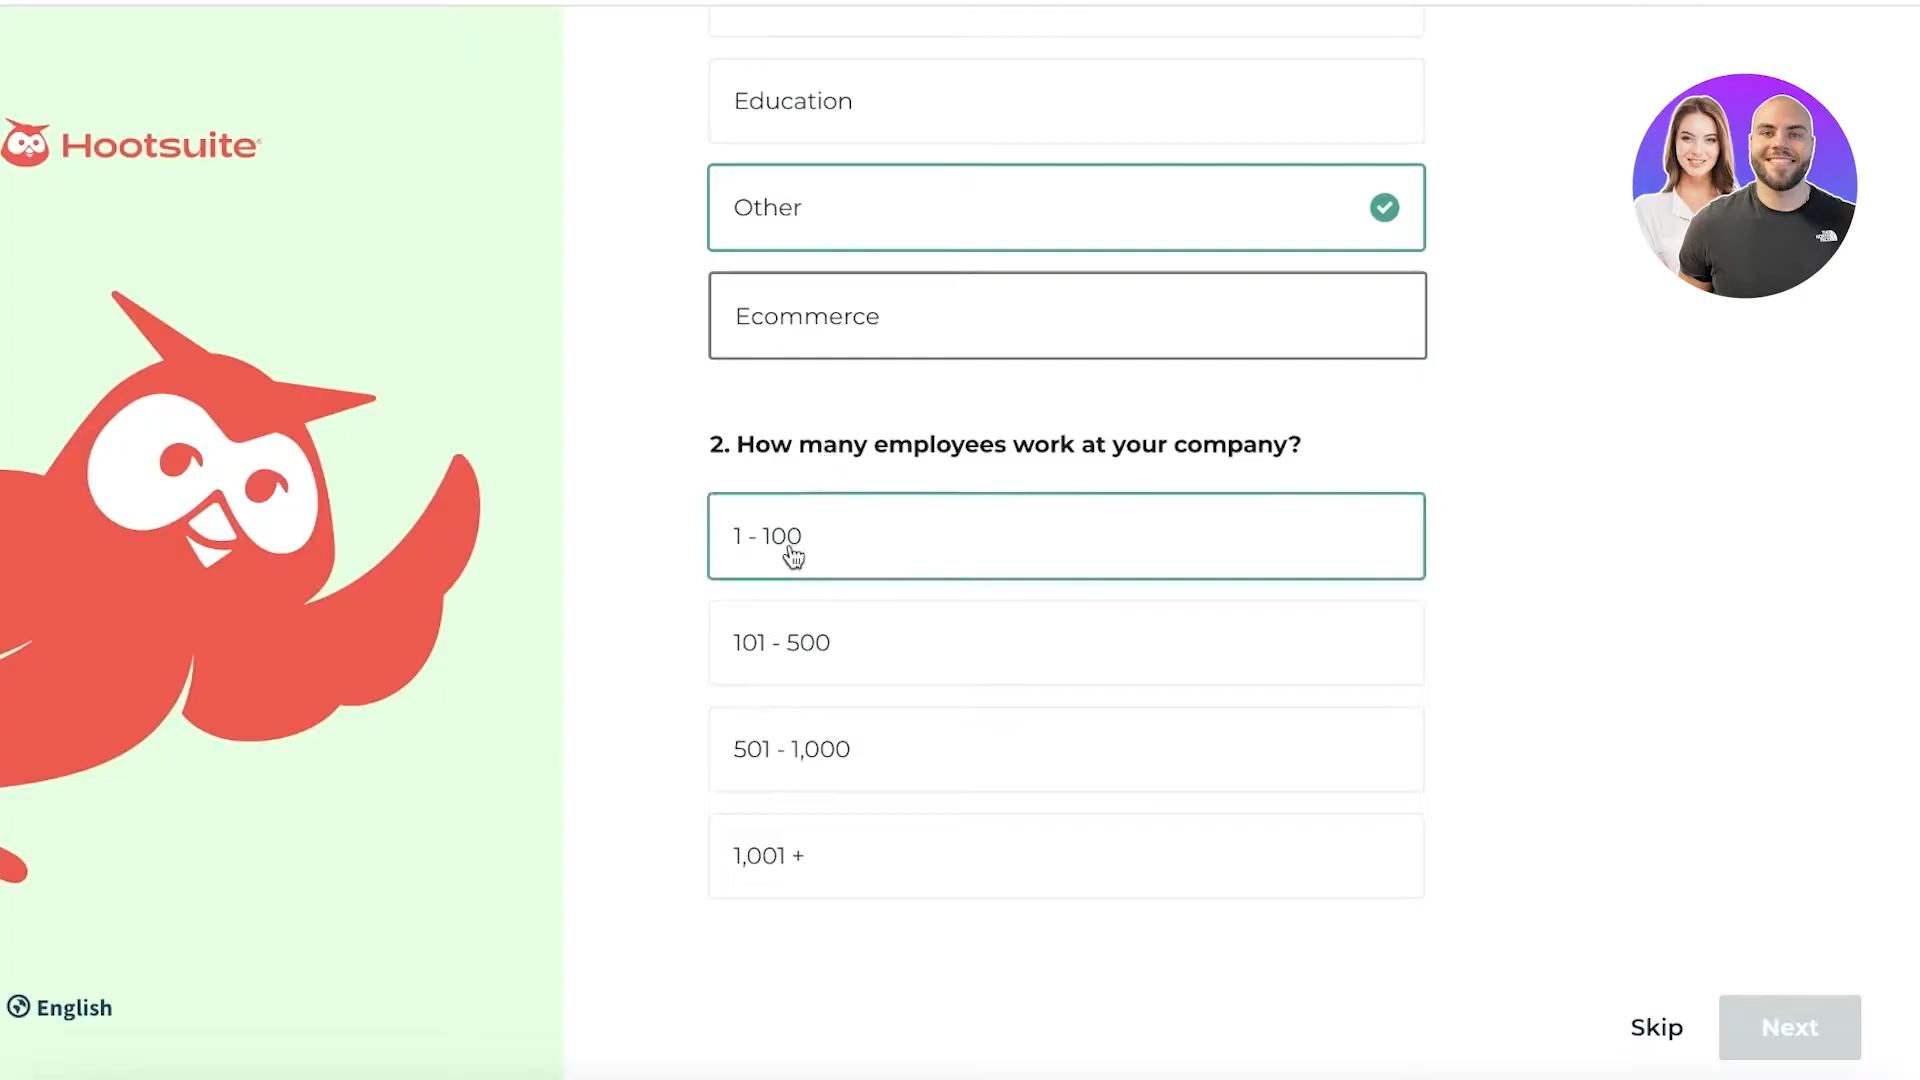 Hootsuite
Education
Other
Ecommerce
2. How many employees work at your company?
1 - 100
101 - 500
501 - 1,000
1,001 +
English
Skip
Next